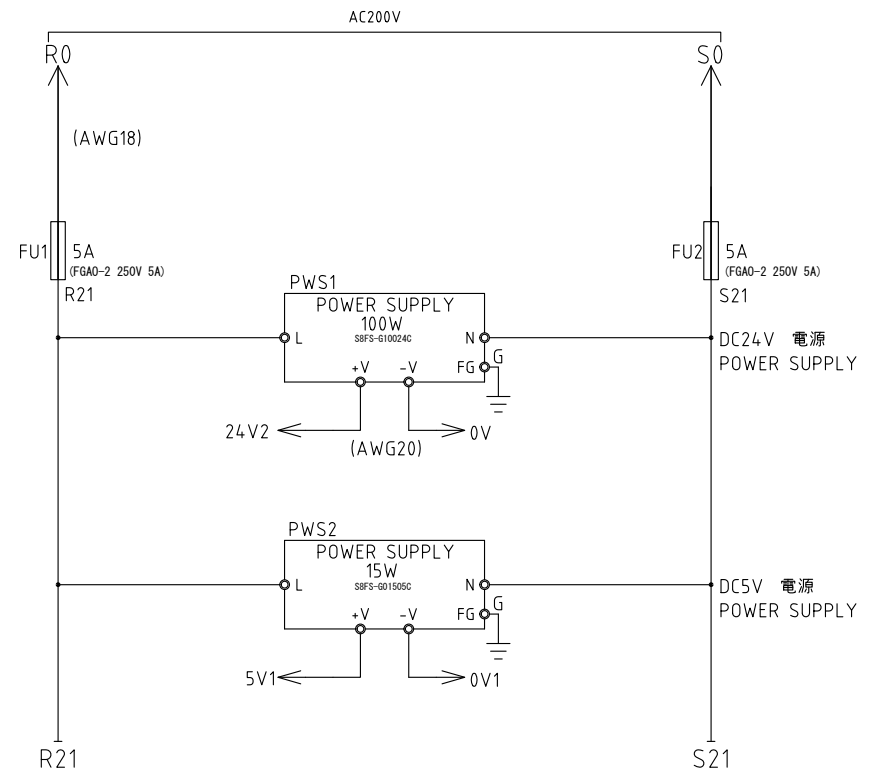 AC200V
R0
S0
(AWG18)
FU1
5A
(FGAO-2 250V 5A)
R21
FU2
5A
(FGAO-2 250V 5A)
S21
PWS1
POWER SUPPLY
100W
S8FS-G10024C
L
N
FG
G
+V
-V
DC24V 電源
POWER SUPPLY
24V2
0V
(AWG20)
PWS2
POWER SUPPLY
15W
S8FS-G01505C
L
N
FG
G
+V
-V
DC5V 電源
POWER SUPPLY
5V1
0V1
R21
S21